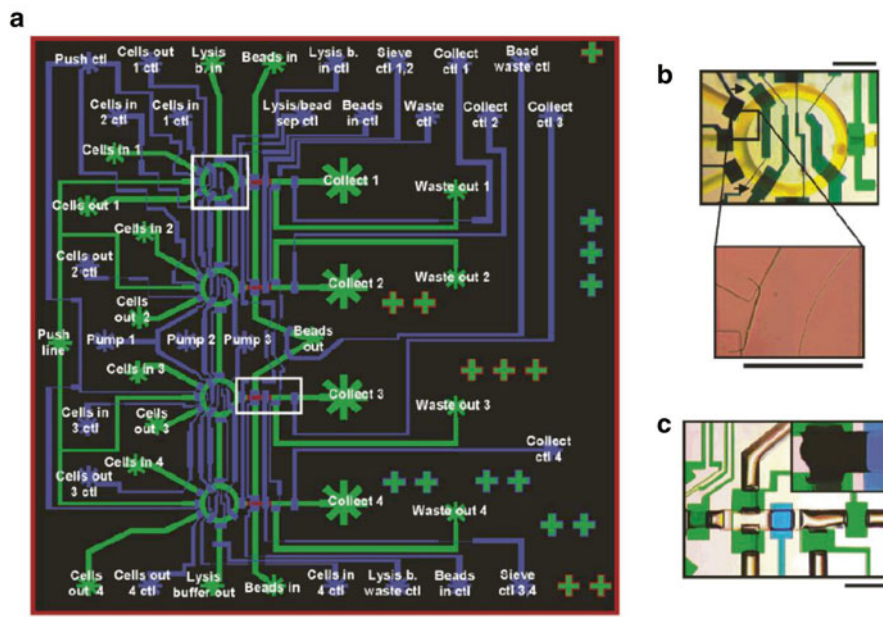 a
Push ctl
Cells out
1 ctl
Lysis
b. in
Beads in
Lysis b.
in ctl
Sieve
ctl 1,2
Collect
ctl 1
Bead
waste ctl
Cells in
2 ctl
Cells in
1 ctl
Lysis/bead
sep ctl
Beads
in ctl
Waste
ctl
Collect
ctl 2
Collect
ctl 3
Cells in 1
Cells out 1
Collect 1
Waste out 1
Cells in 2
Cells out
2 ctl
Collect 2
Waste out 2
Cells
out 2
Push
line
Pump 1
Pump 2
Pump 3
Beads
out
Cells in 3
Collect 3
Waste out 3
Cells in
3 ctl
Cells
out 3
Collect
ctl 4
Cells in 4
Cells out
3 ctl
Collect 4
Waste out 4
Cells
out 4
Cells out
4 ctl
Lysis
buffer out
Beads in
Cells in
4 ctl
Lysis b.
waste ctl
Beads
in ctl
Sieve
ctl 3,4
b
c